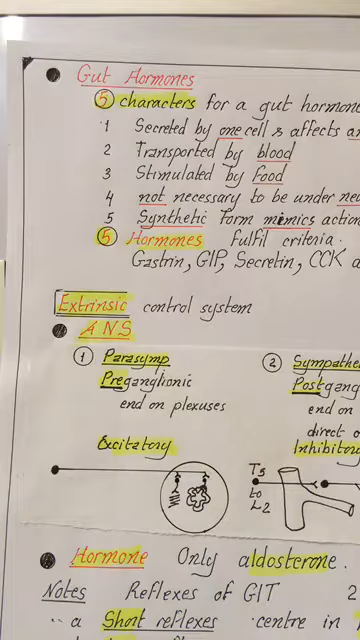 Gut Hormones
5 characters for a gut hormone
1 Secreted by one cell & affects
2 Transported by blood
3 Stimulated by Food
4 not necessary to be under
5 Synthetic form mimics action
5 Hormones fulfil criteria.
Gastrin, GIP, Secretin, CCK
Extrinsic control system
ANS
1 Parasymp
Preganglionic
end on plexuses
Excitatory
2 Sympathe
Postgang
end on
direct o
Inhibitory
T5
to
L2
Hormone Only aldosterone.
Notes Reflexes of GIT 2
a Short reflexes centre in